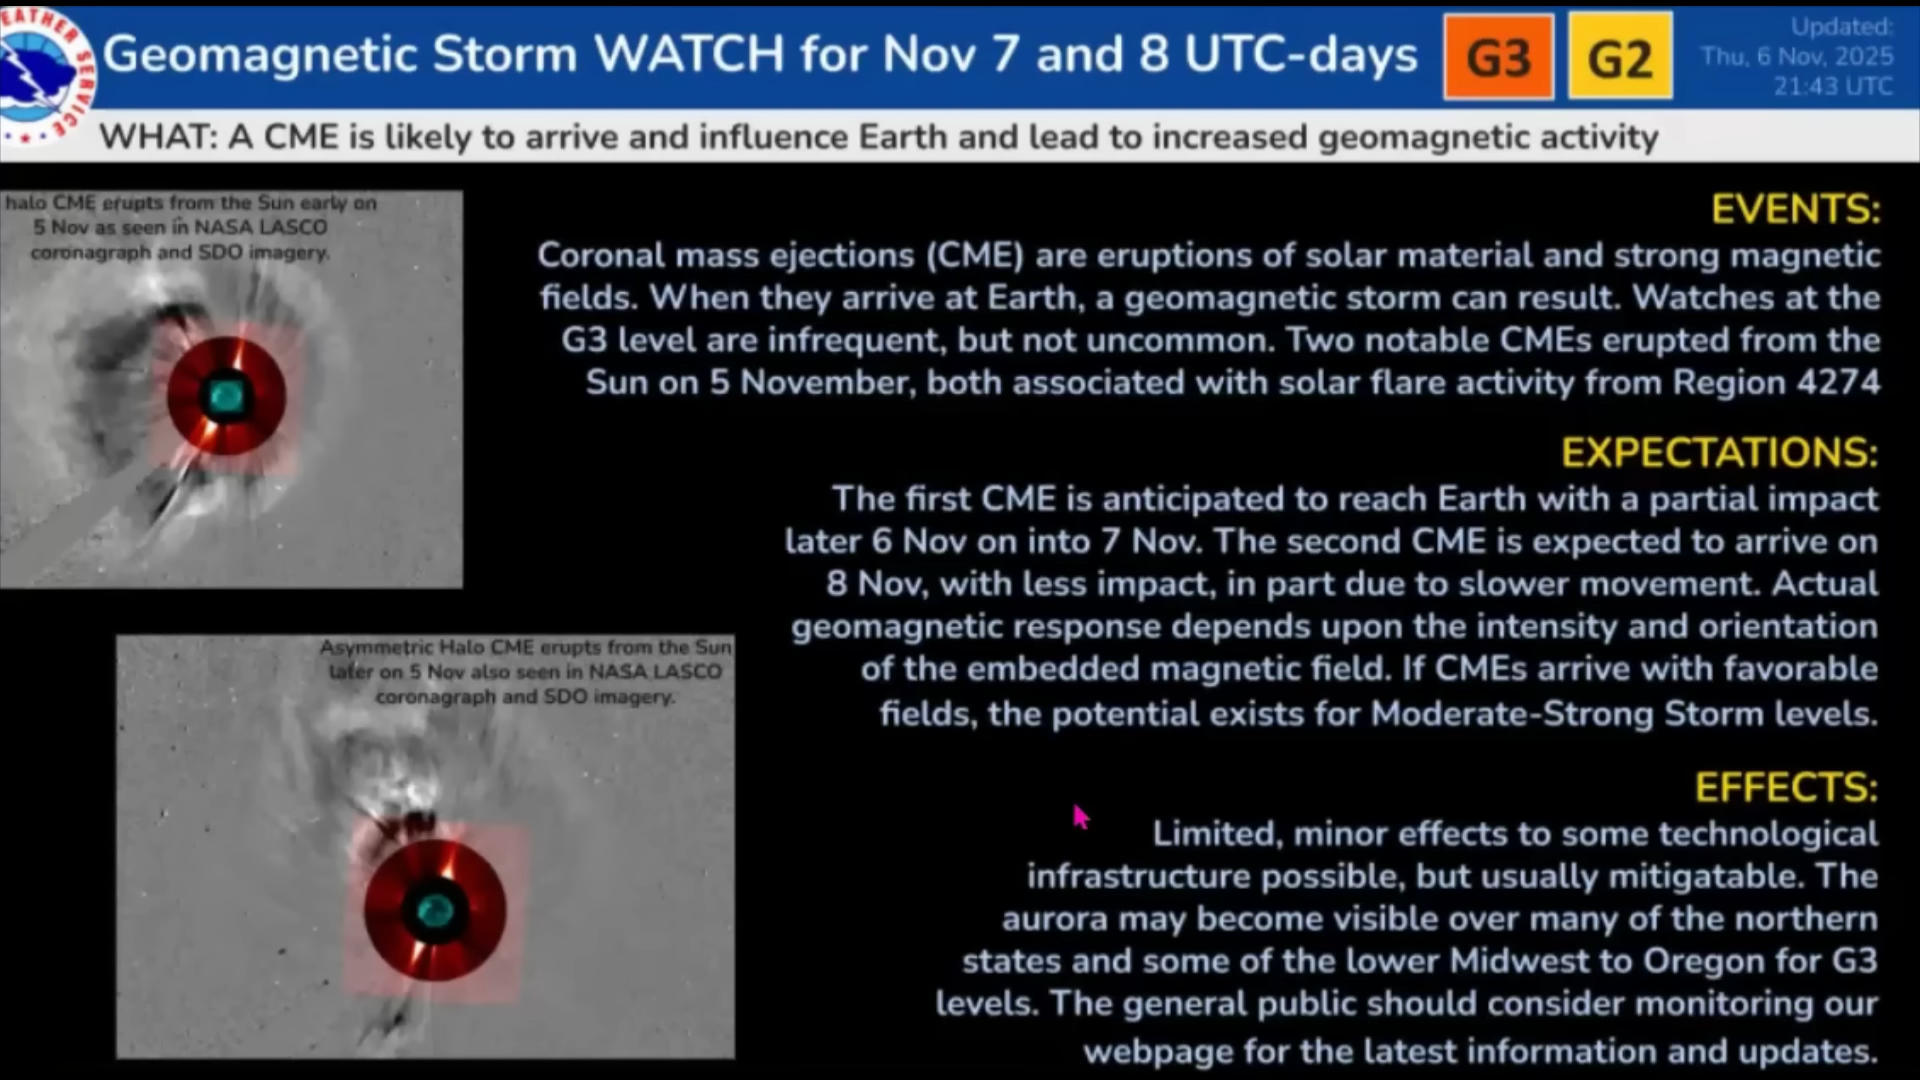 Geomagnetic Storm WATCH for Nov 7 and 8 UTC-days
G3
G2
Updated:
Thu, 6 Nov, 2025
21:43 UTC
EATHER SERVICE
WHAT: A CME is likely to arrive and influence Earth and lead to increased geomagnetic activity
halo CME erupts from the Sun early on
5 Nov as seen in NASA LASCO
coronagraph and SDO imagery.
EVENTS:
Coronal mass ejections (CME) are eruptions of solar material and strong magnetic
fields. When they arrive at Earth, a geomagnetic storm can result. Watches at the
G3 level are infrequent, but not uncommon. Two notable CMEs erupted from the
Sun on 5 November, both associated with solar flare activity from Region 4274
EXPECTATIONS:
The first CME is anticipated to reach Earth with a partial impact
later 6 Nov on into 7 Nov. The second CME is expected to arrive on
8 Nov, with less impact, in part due to slower movement. Actual
geomagnetic response depends upon the intensity and orientation
of the embedded magnetic field. If CMEs arrive with favorable
fields, the potential exists for Moderate-Strong Storm levels.
Asymmetric Halo CME erupts from the Sun
later on 5 Nov also seen in NASA LASCO
coronagraph and SDO imagery.
EFFECTS:
Limited, minor effects to some technological
infrastructure possible, but usually mitigatable. The
aurora may become visible over many of the northern
states and some of the lower Midwest to Oregon for G3
levels. The general public should consider monitoring our
webpage for the latest information and updates.